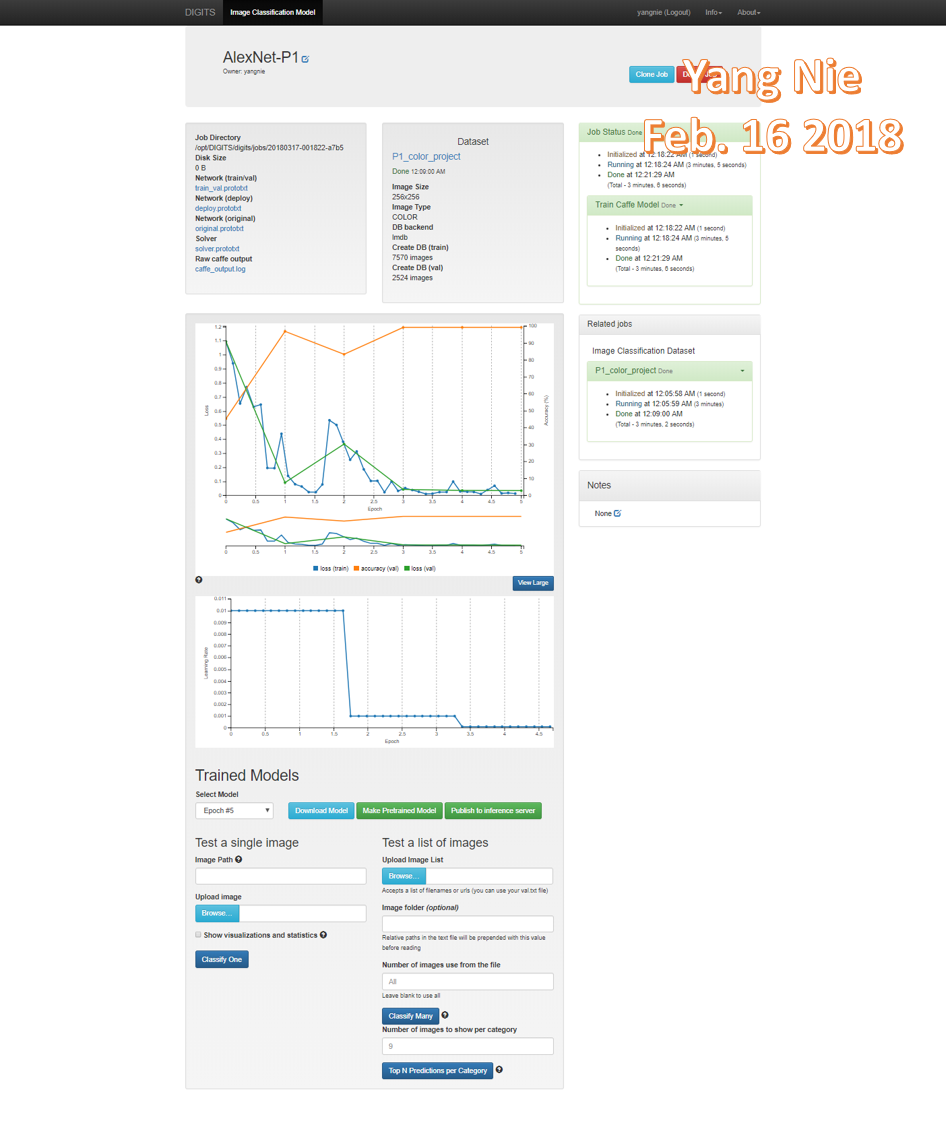 DIGITS Image Classification Model yangnie (Logout) Info About
AlexNet-P1
Owner: yangnie
Clone Job
Yang Nie
Feb. 16 2018
Job Directory
/opt/DIGITS/digits/jobs/20180317-001822-a7b5
Disk Size
0 B
Network (train/val)
train_val.prototxt
Network (deploy)
deploy.prototxt
Network (original)
original.prototxt
Solver
solver.prototxt
Raw caffe output
caffe_output.log
Dataset
P1_color_project
Done 12:09:00 AM
Image Size
256x256
Image Type
COLOR
DB backend
lmdb
Create DB (train)
7570 images
Create DB (val)
2524 images
Job Status Done
Initialized at 12:18:22 AM (1 second)
Running at 12:18:24 AM (3 minutes, 5 seconds)
Done at 12:21:29 AM
(Total - 3 minutes, 6 seconds)
Train Caffe Model Done
Initialized at 12:18:22 AM (1 second)
Running at 12:18:24 AM (3 minutes, 5
seconds)
Done at 12:21:29 AM
(Total - 3 minutes, 6 seconds)
Related jobs
Image Classification Dataset
P1_color_project Done
Initialized at 12:05:58 AM (1 second)
Running at 12:05:59 AM (3 minutes)
Done at 12:09:00 AM
(Total - 3 minutes, 2 seconds)
Notes
None
1.2
1.1
1
0.9
0.8
0.7
0.6
0.5
0.4
0.3
0.2
0.1
0
Loss
100
90
80
70
60
50
40
30
20
10
0
Accuracy (%)
0 0.5 1 1.5 2 2.5 3 3.5 4 4.5 5
Epoch
0 0.5 1 1.5 2 2.5 3 3.5 4 4.5 5
loss (train) accuracy (val) loss (val)
View Large
0.011
0.01
0.009
0.008
0.007
0.006
0.005
0.004
0.003
0.002
0.001
0
Learning Rate
0 0.5 1 1.5 2 2.5 3 3.5 4 4.5
Epoch
Trained Models
Select Model
Epoch #5 Download Model Make Pretrained Model Publish to inference server
Test a single image
Image Path
Upload image
Browse...
Show visualizations and statistics
Classify One
Test a list of images
Upload Image List
Browse...
Accepts a list of filenames or urls (you can use your val.txt file)
Image folder (optional)
Relative paths in the text file will be prepended with this value
before reading
Number of images use from the file
All
Leave blank to use all
Classify Many
Number of images to show per category
9
Top N Predictions per Category